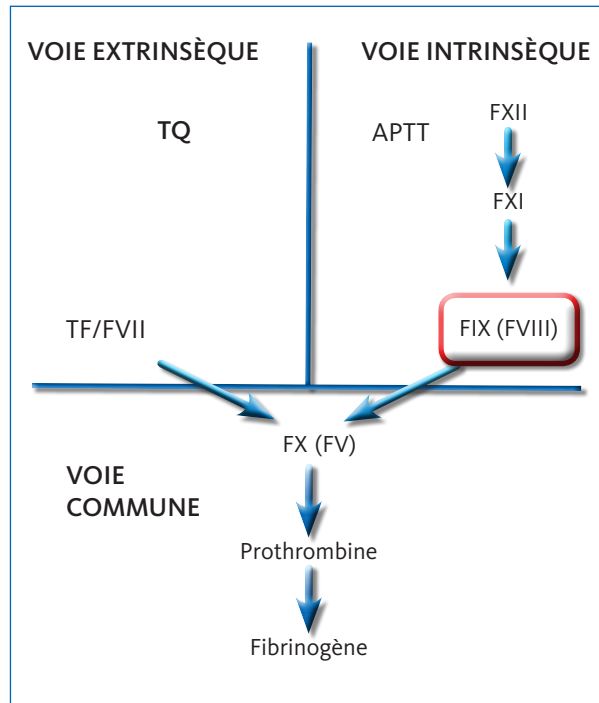 VOIE EXTRINSÈQUE
VOIE INTRINSÈQUE
TQ
APTT
FXII
FXI
TF/FVII
FIX (FVIII)
FX (FV)
VOIE
COMMUNE
Prothrombine
Fibrinogène